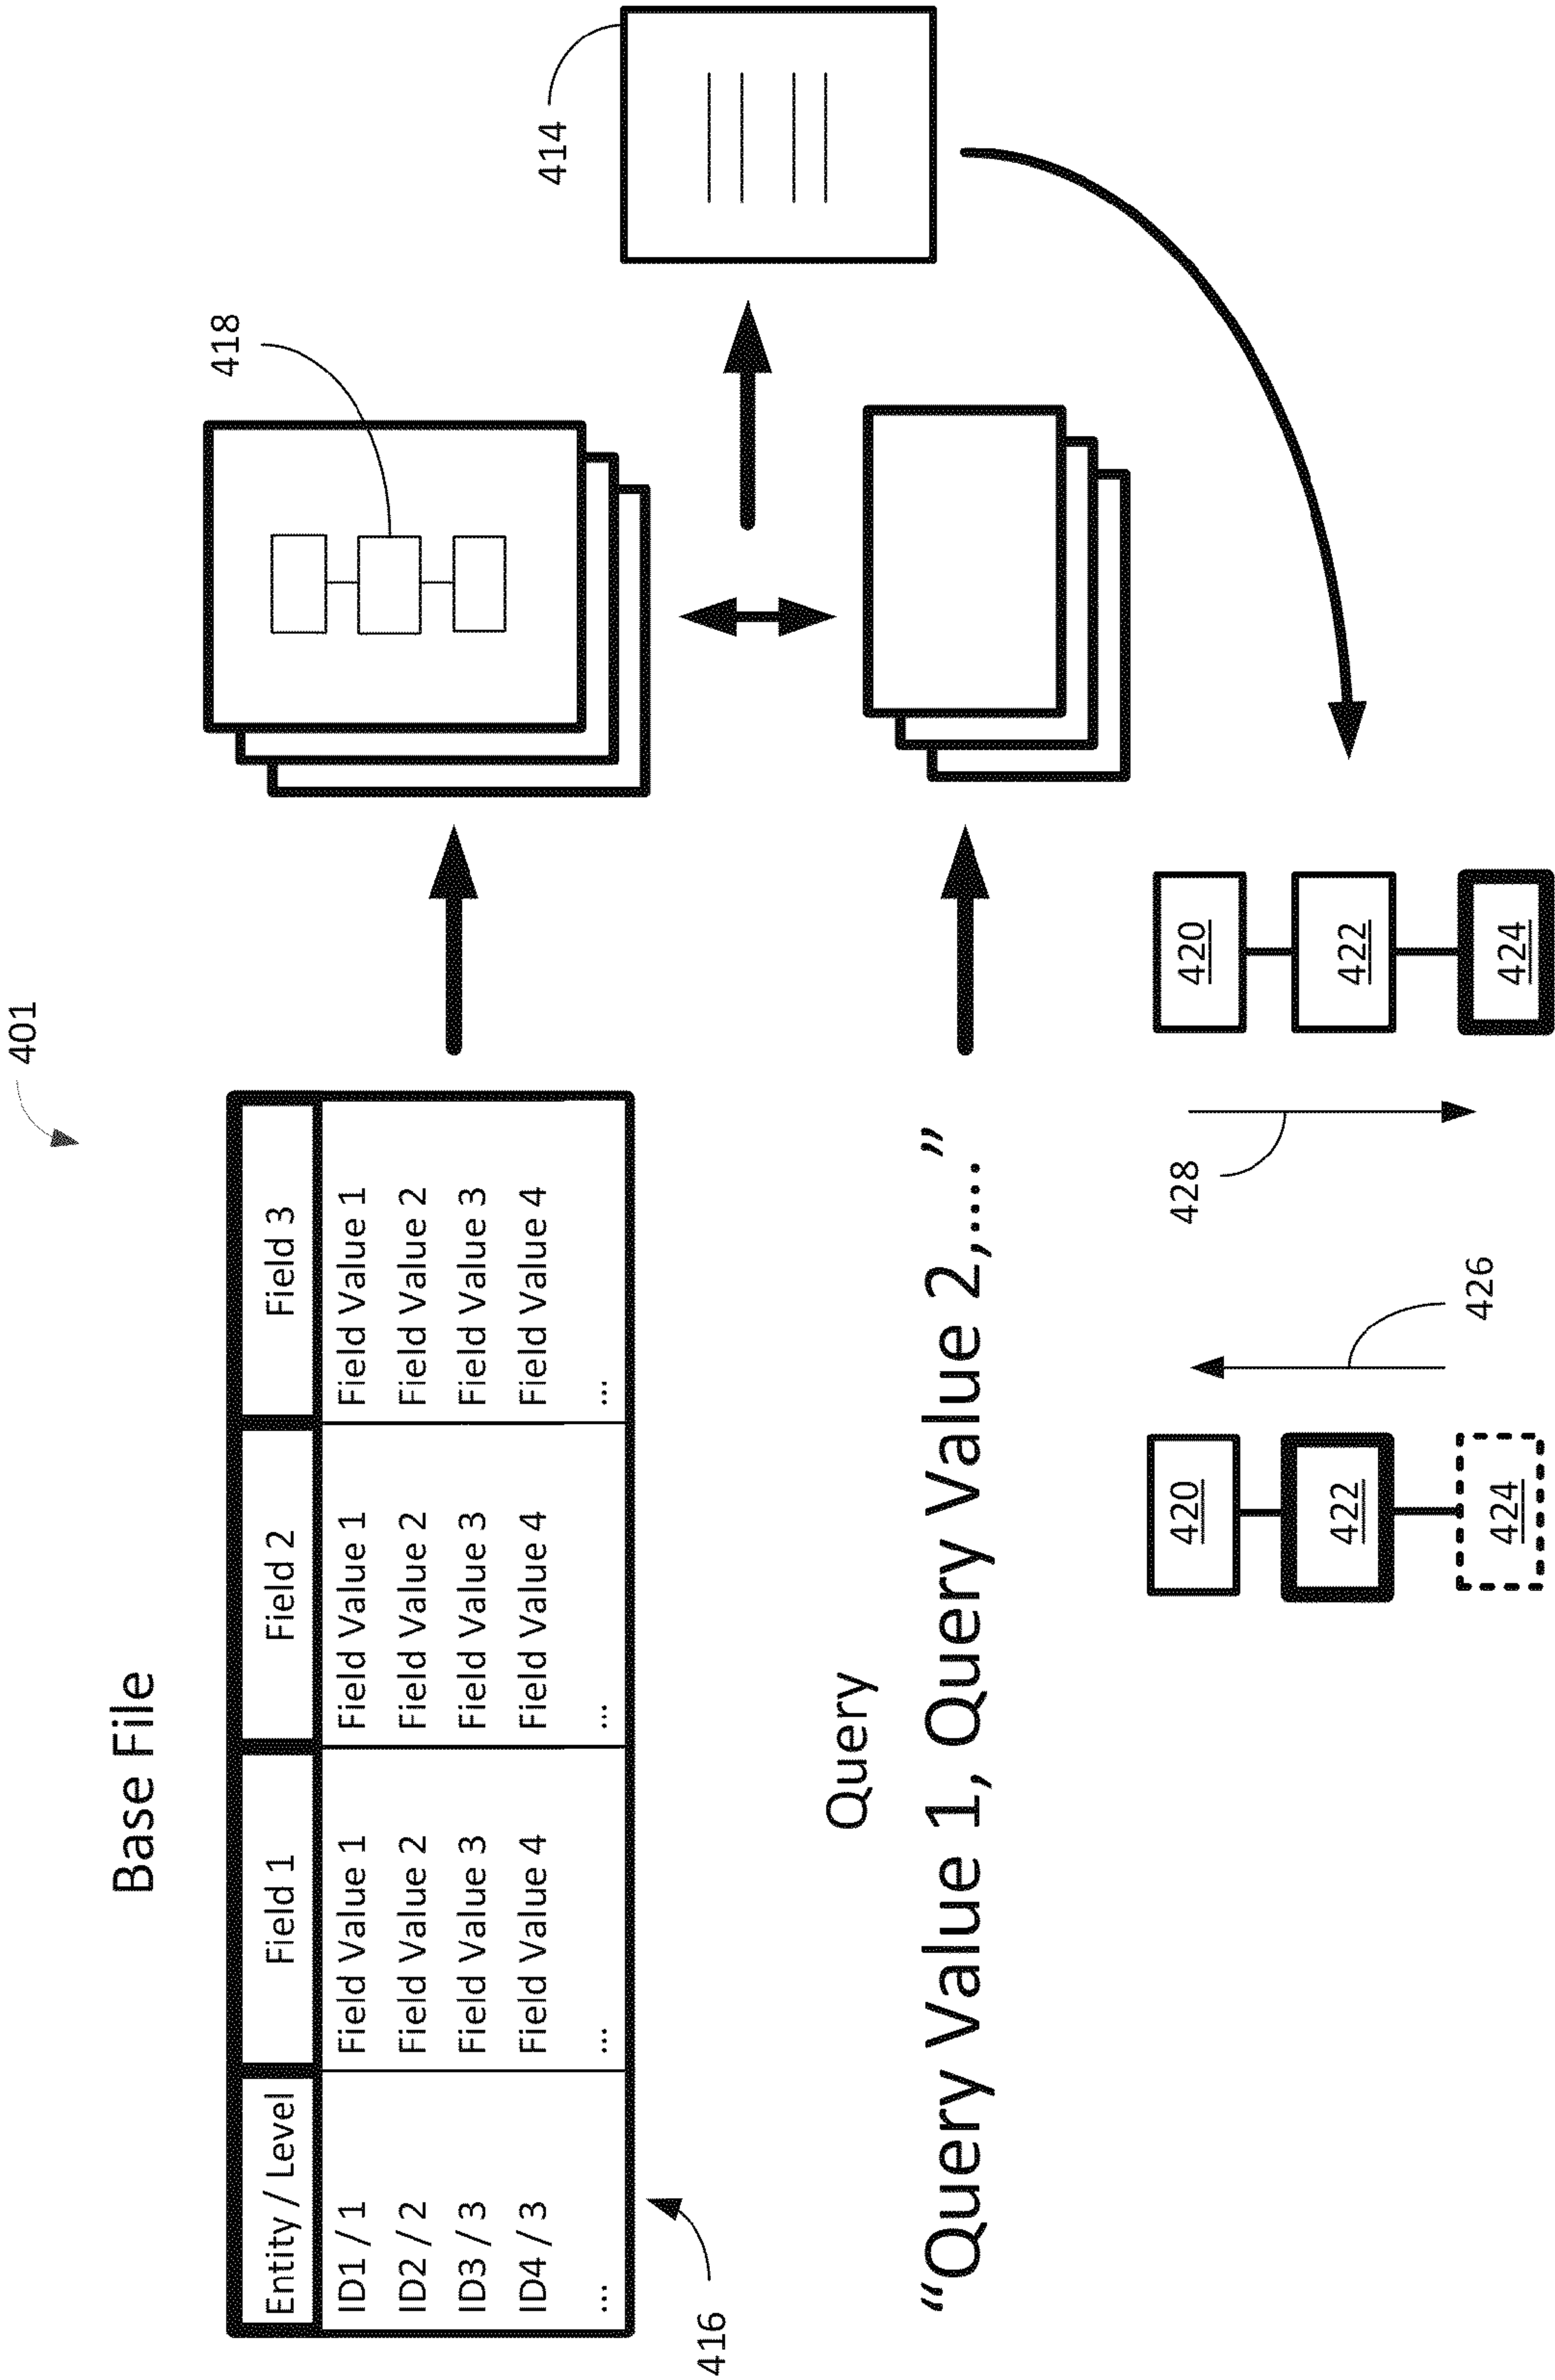 401
Base File
Entity / Level Field 1 Field 2 Field 3
ID1 / 1 Field Value 1 Field Value 1 Field Value 1
ID2 / 2 Field Value 2 Field Value 2 Field Value 2
ID3 / 3 Field Value 3 Field Value 3 Field Value 3
ID4 / 3 Field Value 4 Field Value 4 Field Value 4
... ... ... ...
416
418
414
Query
“Query Value 1, Query Value 2,....”
420
422
424
426
428
420
422
424